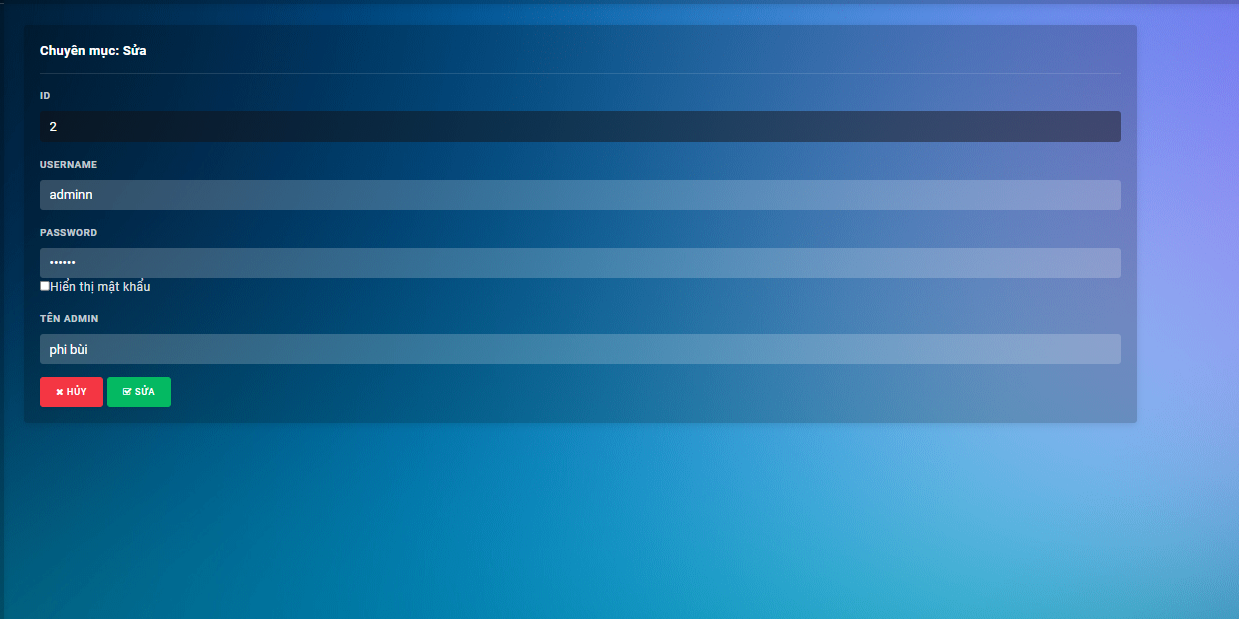 Chuyên mục: Sửa
ID
2
USERNAME
adminn
PASSWORD
••••••
Hiển thị mật khẩu
TÊN ADMIN
phi bùi
✖ HỦY
SỬA